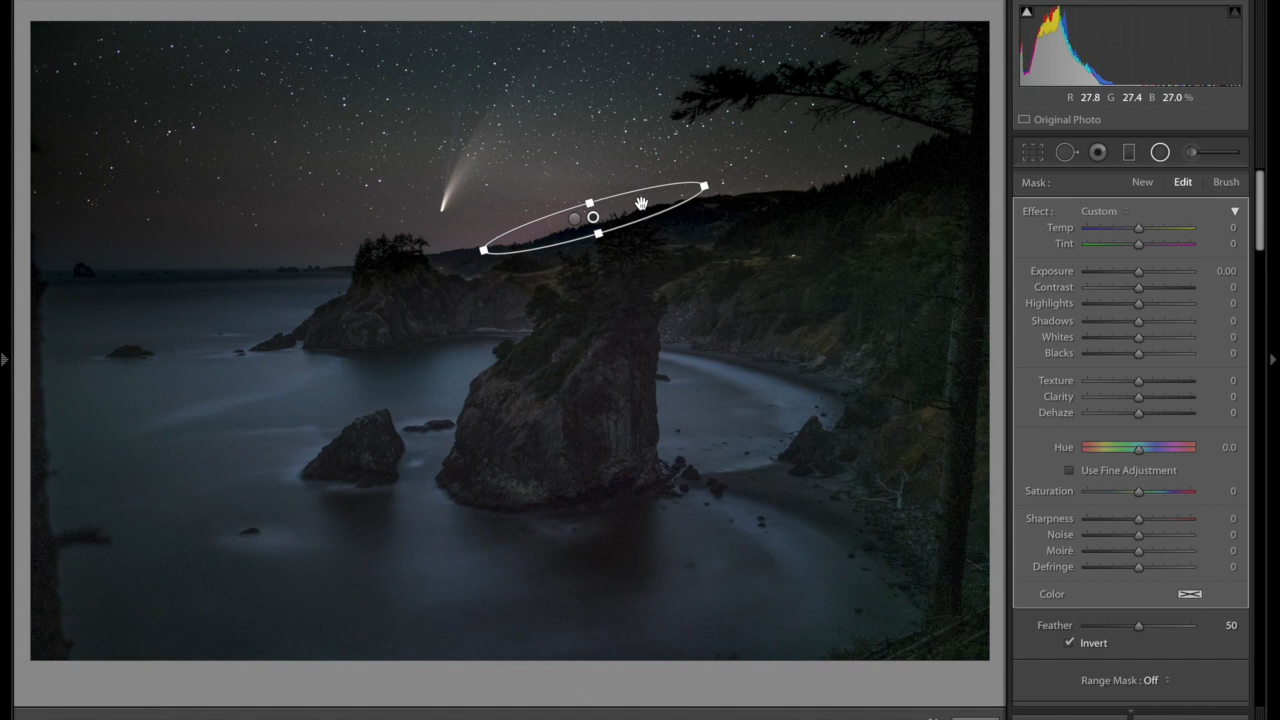 R 27.8 G 27.4 B 27.0 %
Original Photo
Mask : New Edit Brush
Effect : Custom
Temp 0
Tint 0
Exposure 0.00
Contrast 0
Highlights 0
Shadows 0
Whites 0
Blacks 0
Texture 0
Clarity 0
Dehaze 0
Hue 0.0
Use Fine Adjustment
Saturation 0
Sharpness 0
Noise 0
Moiré 0
Defringe 0
Color
Feather 50
Invert
Range Mask : Off